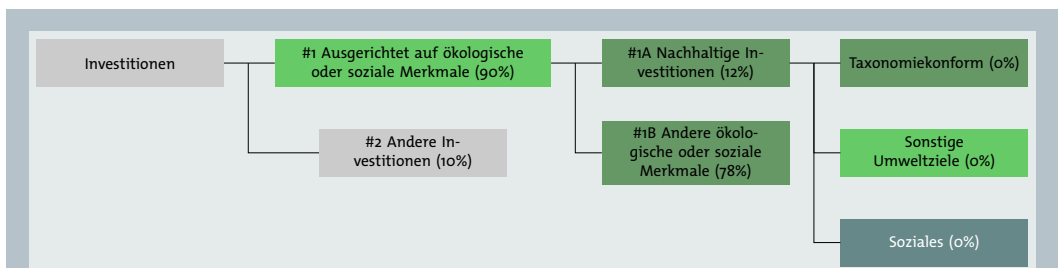 Investitionen
#1 Ausgerichtet auf ökologische
oder soziale Merkmale (90%)
#2 Andere In-
vestitionen (10%)
#1A Nachhaltige In-
vestitionen (12%)
#1B Andere ökolo-
gische oder soziale
Merkmale (78%)
Taxonomiekonform (0%)
Sonstige
Umweltziele (0%)
Soziales (0%)